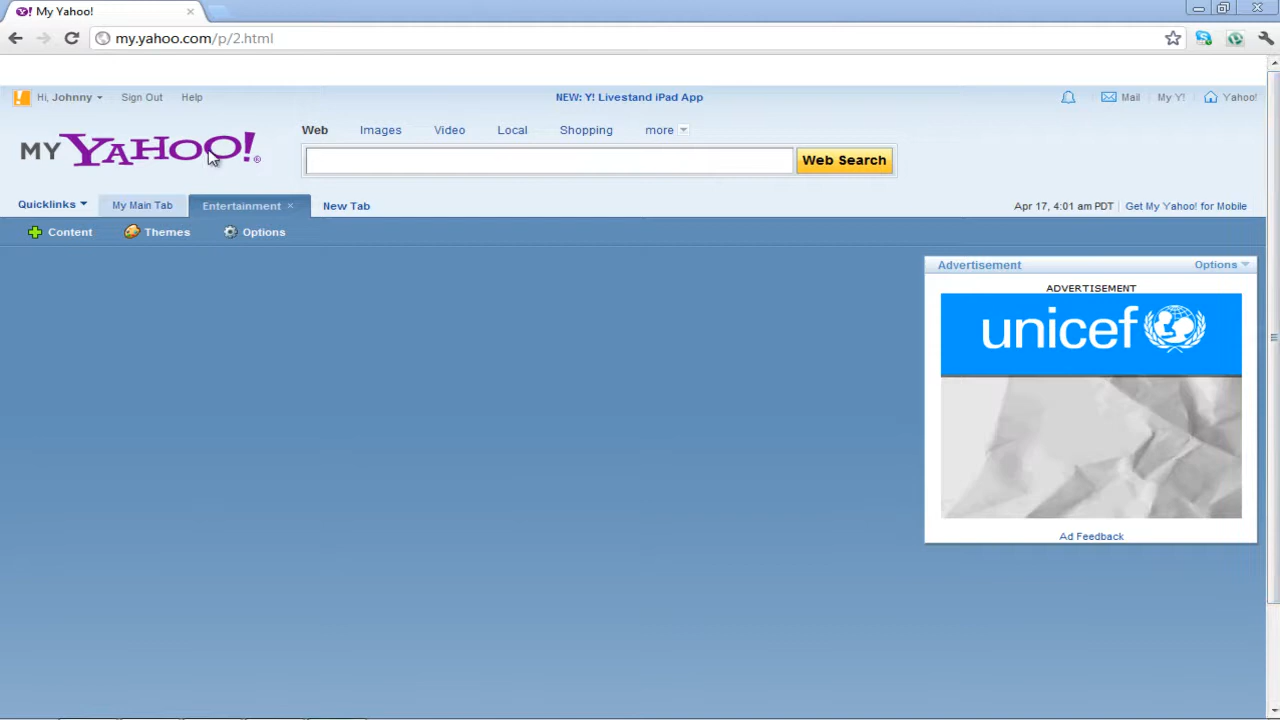 My Yahoo!
my.yahoo.com/p/2.html
Hi, Johnny Sign Out Help NEW: Y! Livestand iPad App Mail My Y! Yahoo!
MY YAHOO!
Web Images Video Local Shopping more
Web Search
Quicklinks My Main Tab Entertainment New Tab Apr 17, 4:01 am PDT Get My Yahoo! for Mobile
Content Themes Options
Advertisement Options
ADVERTISEMENT
unicef
Ad Feedback